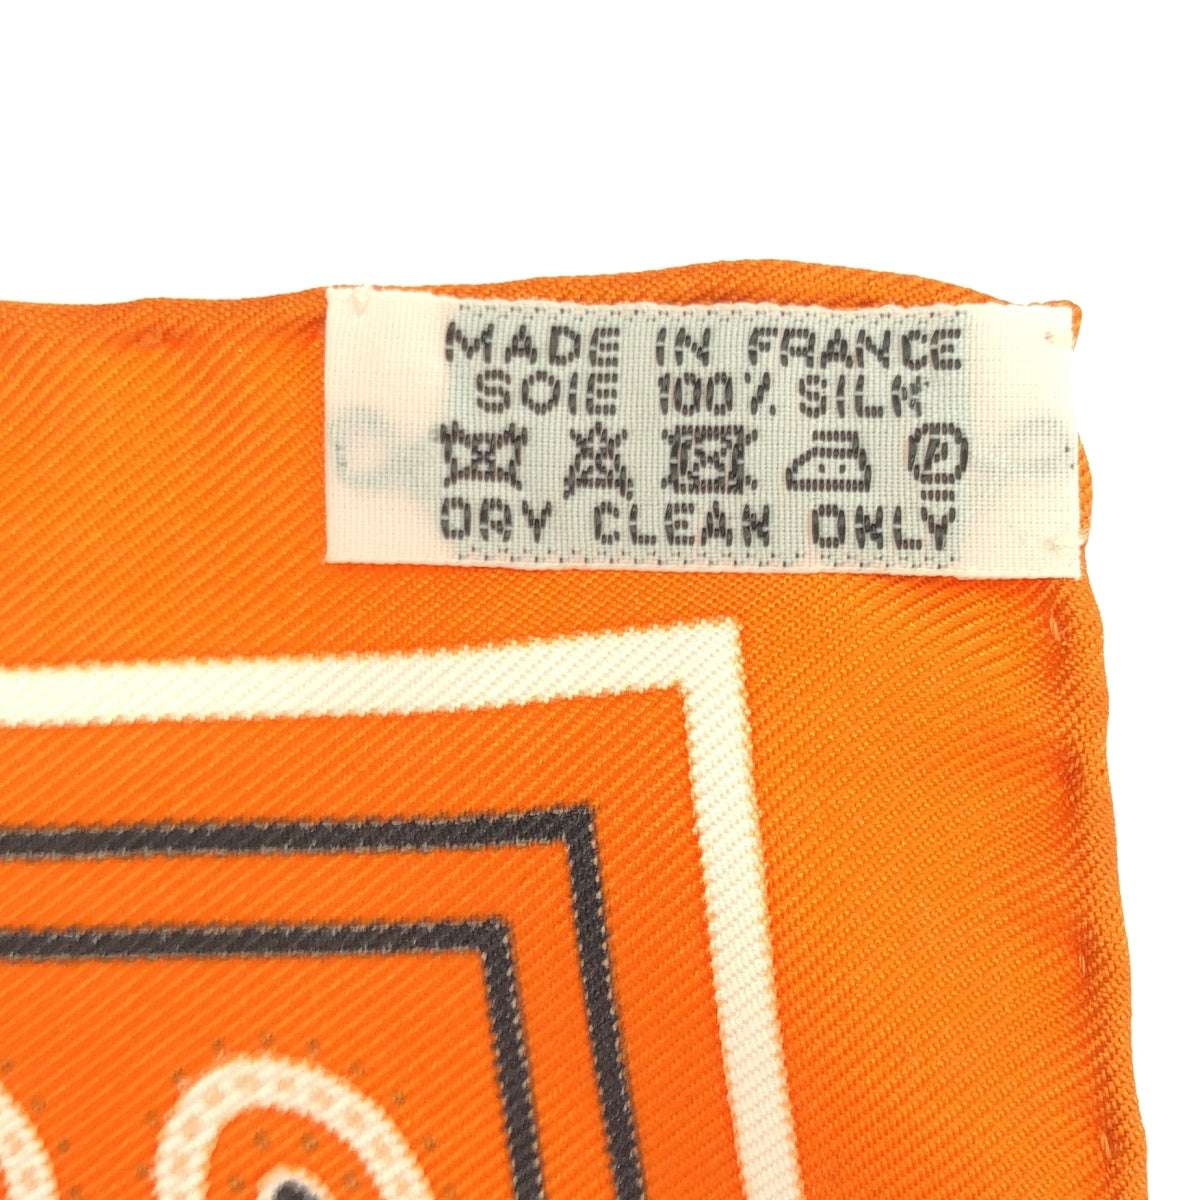 MADE IN FRANCE
SOIE 100% SILK
P
DRY CLEAN ONLY